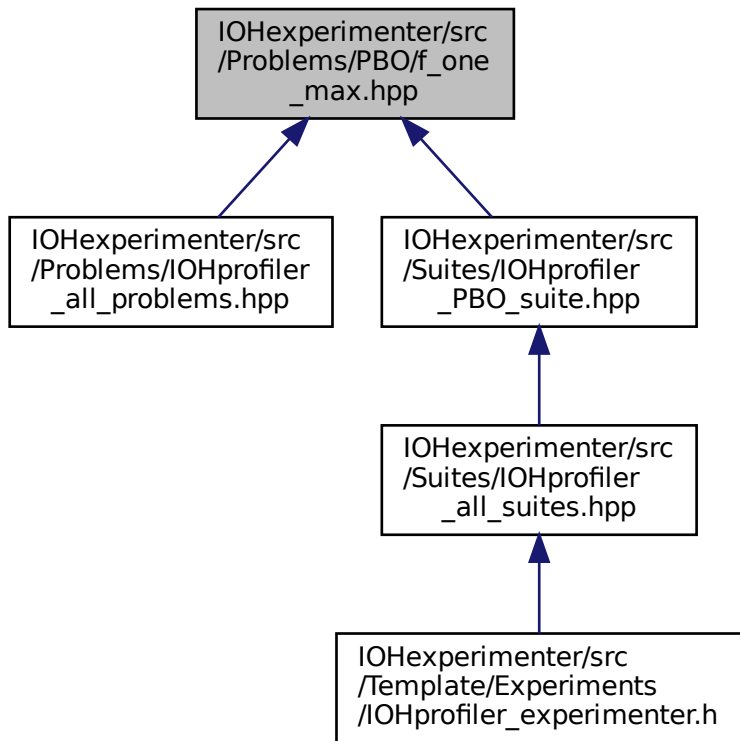 IOHexperimenter/src
/Problems/PBO/f_one
_max.hpp
IOHexperimenter/src
/Problems/IOHprofiler
_all_problems.hpp
IOHexperimenter/src
/Suites/IOHprofiler
_PBO_suite.hpp
IOHexperimenter/src
/Suites/IOHprofiler
_all_suites.hpp
IOHexperimenter/src
/Template/Experiments
/IOHprofiler_experimenter.h